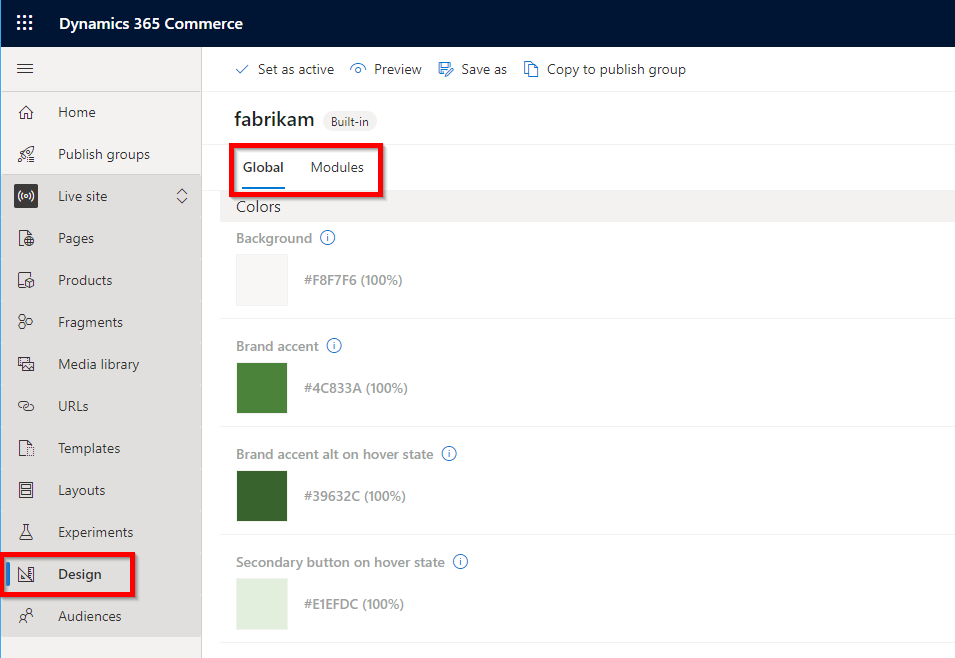 Dynamics 365 Commerce
Set as active Preview Save as Copy to publish group
Home
Publish groups
Live site
Pages
Products
Fragments
Media library
URLs
Templates
Layouts
Experiments
Design
Audiences
fabrikam Built-in
Global Modules
Colors
Background
#F8F7F6 (100%)
Brand accent
#4C833A (100%)
Brand accent alt on hover state
#39632C (100%)
Secondary button on hover state
#E1EFDC (100%)